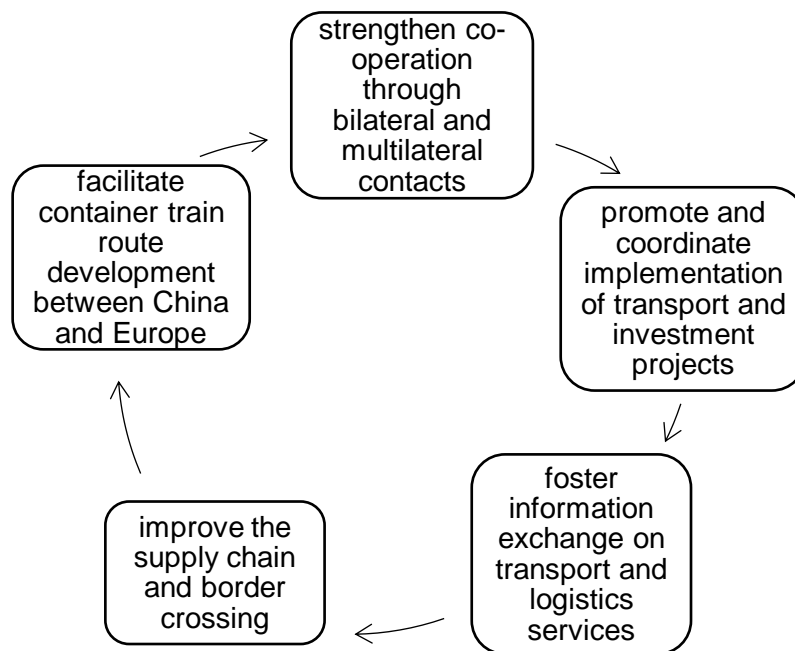 strengthen co-
operation
through
bilateral and
multilateral
contacts
promote and
coordinate
implementation
of transport and
investment
projects
foster
information
exchange on
transport and
logistics
services
improve the
supply chain
and border
crossing
facilitate
container train
route
development
between China
and Europe